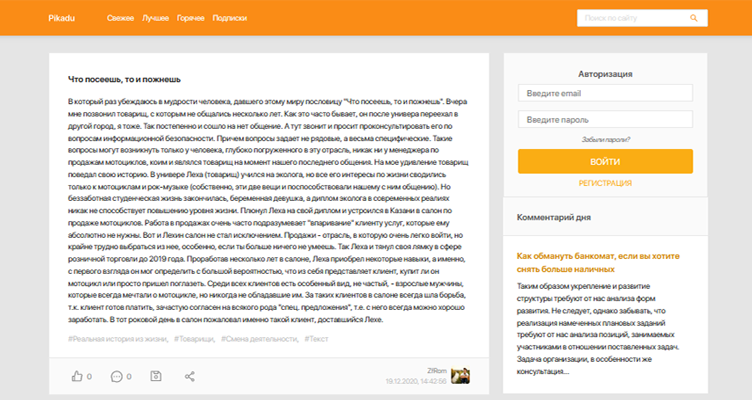 Pikadu
Свежее Лучшее Горячее Подписки
Поиск по сайту
Что посеешь, то и пожнешь
В который раз убеждаюсь в мудрости человека, давшего этому миру пословицу "Что посеешь, то и пожнешь". Вчера
мне позвонил товарищ, с которым не общались несколько лет. Как это часто бывает, он после универа переехал в
другой город, я тоже. Так постепенно и сошло на нет общение. А тут звонит и просит проконсультировать его по
вопросам информационной безопасности. Причем вопросы задает не рядовые, а весьма специфические. Такие
вопросы могут возникнуть только у человека, глубоко погруженного в эту отрасль, никак ни у менеджера по
продажам мотоциклов, коим и являлся товарищ на момент нашего последнего общения. На мое удивление товарищ
поведал свою историю. В универе Леха (товарищ) учился на эколога, но все его интересы по жизни сводились
только к мотоциклам и рок-музыке (собственно, эти две вещи и поспособствовали нашему с ним общению). Но
беззаботная студенческая жизнь закончилась, беременная девушка, а диплом эколога в современных реалиях
никак не способствует повышению уровня жизни. Плюнул Леха на свой диплом и устроился в Казани в салон по
продаже мотоциклов. Работа в продажах очень часто подразумевает "впаривание" клиенту услуг, которые ему
абсолютно не нужны. Вот и Лехин салон не стал исключением. Продажи - отрасль, в которую очень легко войти, но
крайне трудно выбраться из нее, особенно, если ты больше ничего не умеешь. Так Леха и тянул свою лямку в сфере
розничной торговли до 2019 года. Проработав несколько лет в салоне, Леха приобрел некоторые навыки, а именно,
с первого взгляда он мог определить с большой вероятностью, что из себя представляет клиент, купит ли он
мотоцикл или просто пришел поглазеть. Среди всех клиентов есть особенный вид, не частый, - взрослые мужчины,
которые всегда мечтали о мотоцикле, но никогда не обладавшие им. За таких клиентов в салоне всегда шла борьба,
т.к. клиент готов платить, зачастую согласен на всякого рода "спец. предложения", т.е. с него всегда можно хорошо
заработать. В тот роковой день в салон пожаловал именно такой клиент, доставшийся Лехе.
#Реальная история из жизни, #Товарищи, #Смена деятельности, #Текст
0 0
ZlRom
19.12.2020, 14:42:56
Авторизация
Введите email
Введите пароль
Забыли пароль?
ВОЙТИ
РЕГИСТРАЦИЯ
Комментарий дня
Как обмануть банкомат, если вы хотите
снять больше наличных
Таким образом укрепление и развитие
структуры требуют от нас анализа форм
развития. Не следует, однако забывать, что
реализация намеченных плановых заданий
требуют от нас анализа позиций, занимаемых
участниками в отношении поставленных задач.
Задача организации, в особенности же
консультация...